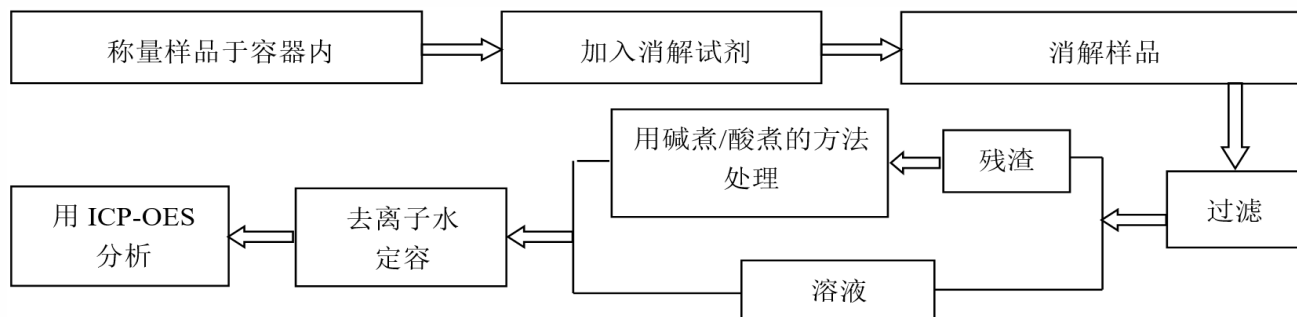 称量样品于容器内
加入消解试剂
消解样品
用碱煮/酸煮的方法
处理
残渣
过滤
用 ICP-OES
分析
去离子水
定容
溶液